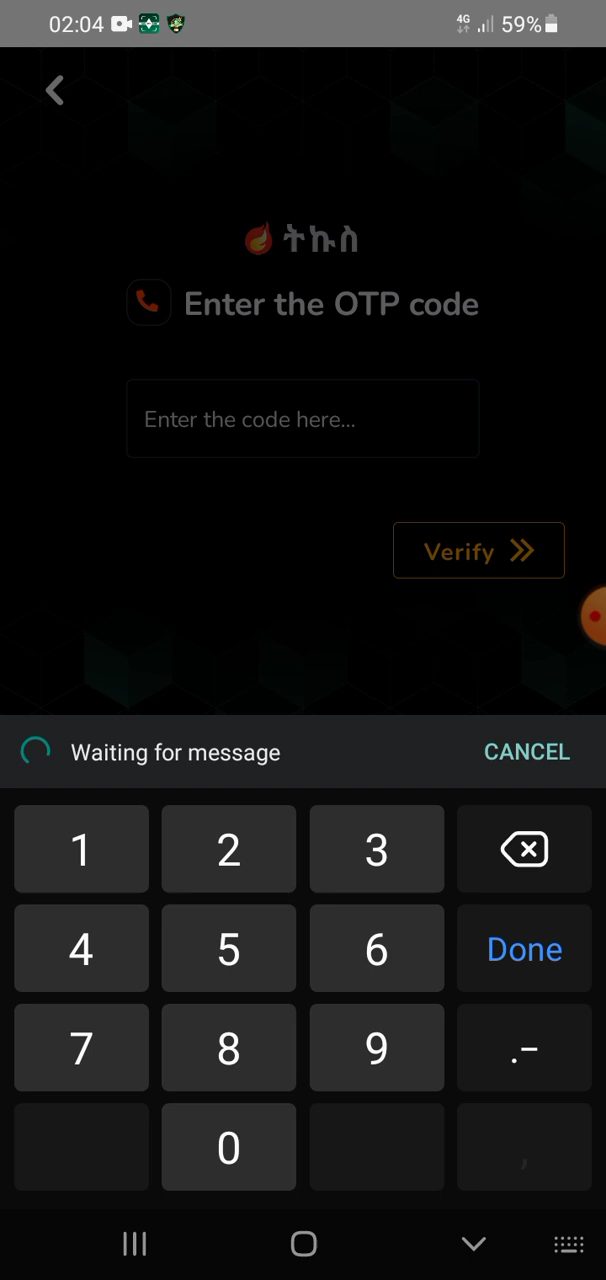 02:04 4G 59%
ትኩስ
Enter the OTP code
Enter the code here...
Verify
Waiting for message CANCEL
1 2 3
4 5 6 Done
7 8 9 .-
0 ,